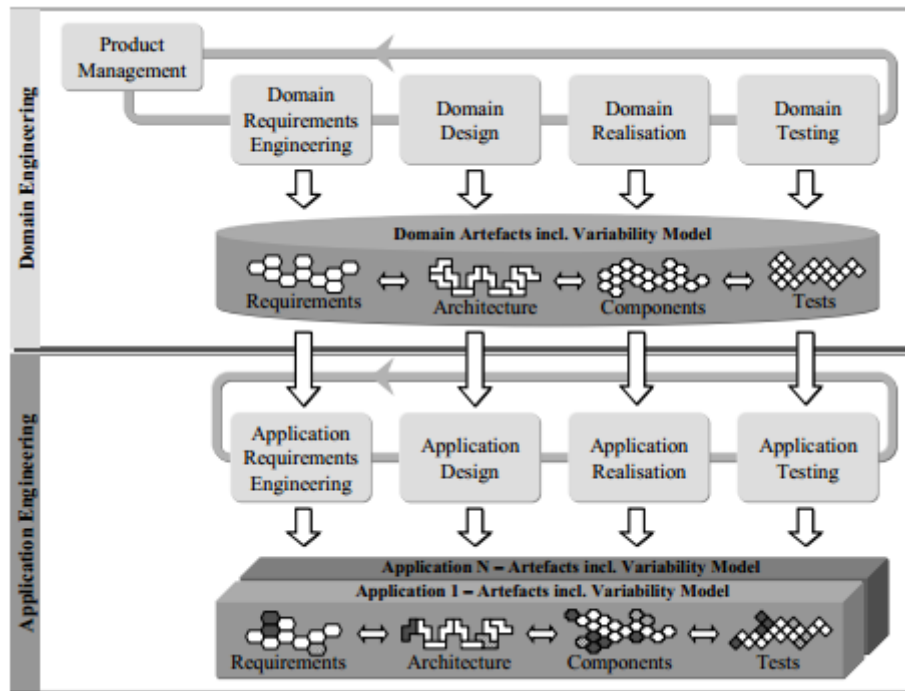 Domain Engineering
Product
Management
Domain
Requirements
Engineering
Domain
Design
Domain
Realisation
Domain
Testing
Domain Artefacts incl. Variability Model
Requirements
Architecture
Components
Tests
Application Engineering
Application
Requirements
Engineering
Application
Design
Application
Realisation
Application
Testing
Application N – Artefacts incl. Variability Model
Application 1 – Artefacts incl. Variability Model
Requirements
Architecture
Components
Tests